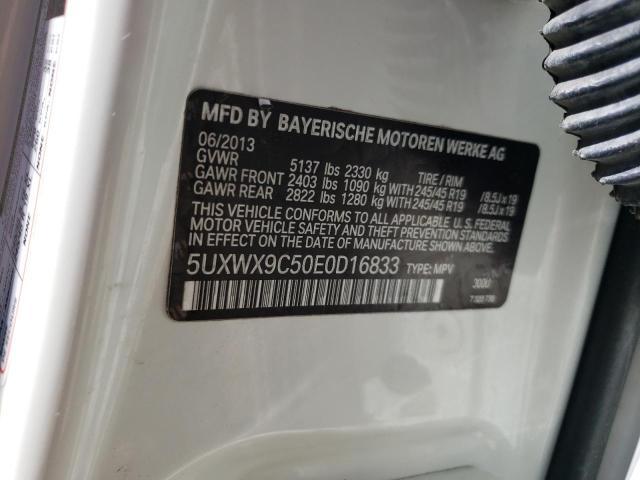 MFD BY BAYERISCHE MOTOREN WERKE AG
06/2013
GVWR 5137 lbs 2330 kg TIRE / RIM
GAWR FRONT 2403 lbs 1090 kg WITH 245/45 R19 /8.5J x 19
GAWR REAR 2822 lbs 1280 kg WITH 245/45 R19 /8.5J x 19
THIS VEHICLE CONFORMS TO ALL APPLICABLE U.S. FEDERAL
MOTOR VEHICLE SAFETY AND THEFT PREVENTION STANDARDS
IN EFFECT ON THE DATE OF MANUFACTURE SHOWN ABOVE.
5UXWX9C50E0D16833 TYPE: MPV